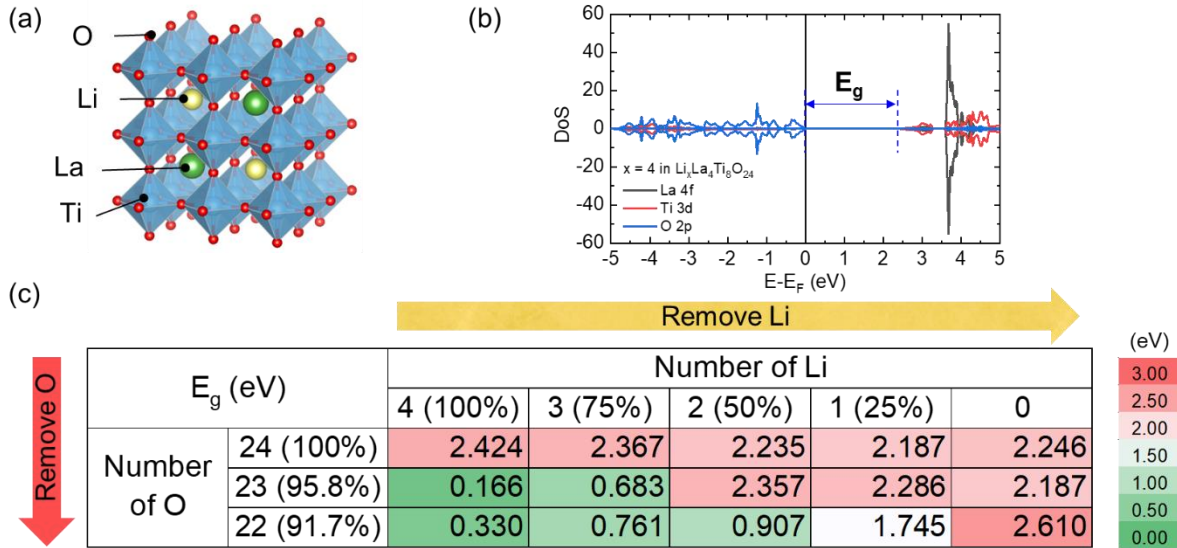 (a)
O
Li
La
Ti
(b)
DoS
60
40
20
0
-20
-40
-60
E_g
x = 4 in Li_xLa_4Ti_8O_24
La 4f
Ti 3d
O 2p
-5 -4 -3 -2 -1 0 1 2 3 4 5
E-E_F (eV)
(c)
Remove Li
Remove O
E_g (eV)
Number of Li
4 (100%) 3 (75%) 2 (50%) 1 (25%) 0
Number of O
24 (100%) 2.424 2.367 2.235 2.187 2.246
23 (95.8%) 0.166 0.683 2.357 2.286 2.187
22 (91.7%) 0.330 0.761 0.907 1.745 2.610
(eV)
3.00
2.50
2.00
1.50
1.00
0.50
0.00